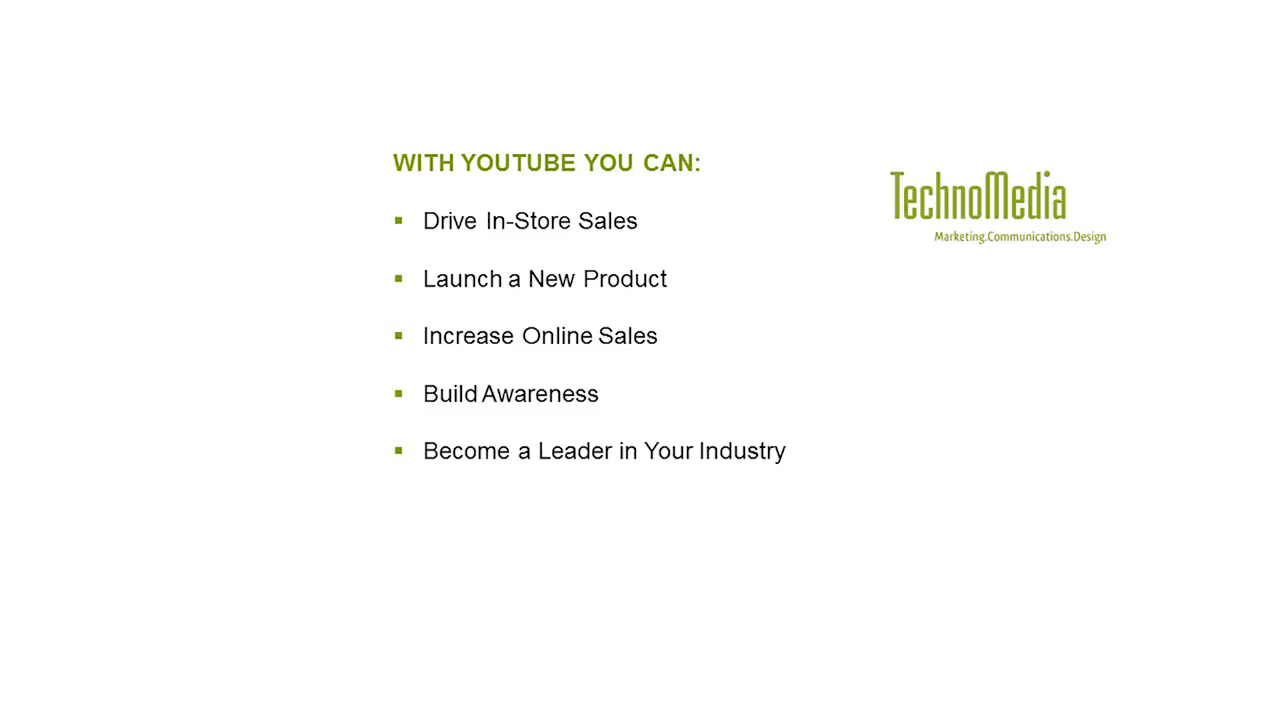 WITH YOUTUBE YOU CAN:
TechnoMedia
Marketing.Communications.Design
▪ Drive In-Store Sales
▪ Launch a New Product
▪ Increase Online Sales
▪ Build Awareness
▪ Become a Leader in Your Industry